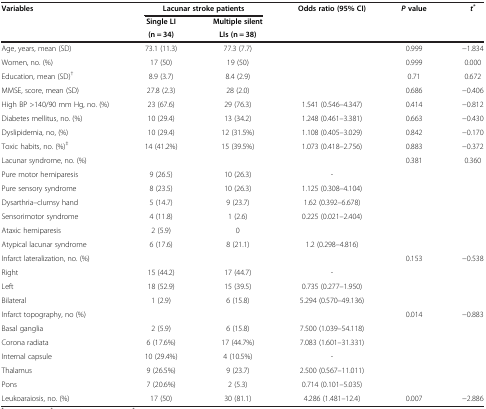 Variables Lacunar stroke patients Odds ratio (95% CI) P value t*
Single LI Multiple silent
(n = 34) LIs (n = 38)
Age, years, mean (SD) 73.1 (11.3) 77.3 (7.7) 0.999 −1.834
Women, no. (%) 17 (50) 19 (50) 0.999 0.000
Education, mean (SD)† 8.9 (3.7) 8.4 (2.9) 0.71 0.672
MMSE, score, mean (SD) 27.8 (2.3) 28 (2.0) 0.686 −0.406
High BP >140/90 mm Hg, no. (%) 23 (67.6) 29 (76.3) 1.541 (0.546–4.347) 0.414 −0.812
Diabetes mellitus, no. (%) 10 (29.4) 13 (34.2) 1.248 (0.461–3.381) 0.663 −0.430
Dyslipidemia, no, (%) 10 (29.4) 12 (31.5%) 1.108 (0.405–3.029) 0.842 −0.170
Toxic habits, no. (%)‡ 14 (41.2%) 15 (39.5%) 1.073 (0.418–2.756) 0.883 −0.372
Lacunar syndrome, no. (%) 0.381 0.360
Pure motor hemiparesis 9 (26.5) 10 (26.3) -
Pure sensory syndrome 8 (23.5) 10 (26.3) 1.125 (0.308–4.104)
Dysarthria–clumsy hand 5 (14.7) 9 (23.7) 1.62 (0.392–6.678)
Sensorimotor syndrome 4 (11.8) 1 (2.6) 0.225 (0.021–2.404)
Ataxic hemiparesis 2 (5.9) 0
Atypical lacunar syndrome 6 (17.6) 8 (21.1) 1.2 (0.298–4.816)
Infarct lateralization, no. (%) 0.153 −0.538
Right 15 (44.2) 17 (44.7) -
Left 18 (52.9) 15 (39.5) 0.735 (0.277–1.950)
Bilateral 1 (2.9) 6 (15.8) 5.294 (0.570–49.136)
Infarct topography, no (%) 0.014 −0.883
Basal ganglia 2 (5.9) 6 (15.8) 7.500 (1.039–54.118)
Corona radiata 6 (17.6%) 17 (44.7%) 7.083 (1.601–31.331)
Internal capsule 10 (29.4%) 4 (10.5%) -
Thalamus 9 (26.5%) 9 (23.7) 2.500 (0.567–11.011)
Pons 7 (20.6%) 2 (5.3) 0.714 (0.101–5.035)
Leukoaraiosis, no. (%) 17 (50) 30 (81.1) 4.286 (1.481–12.4) 0.007 −2.886